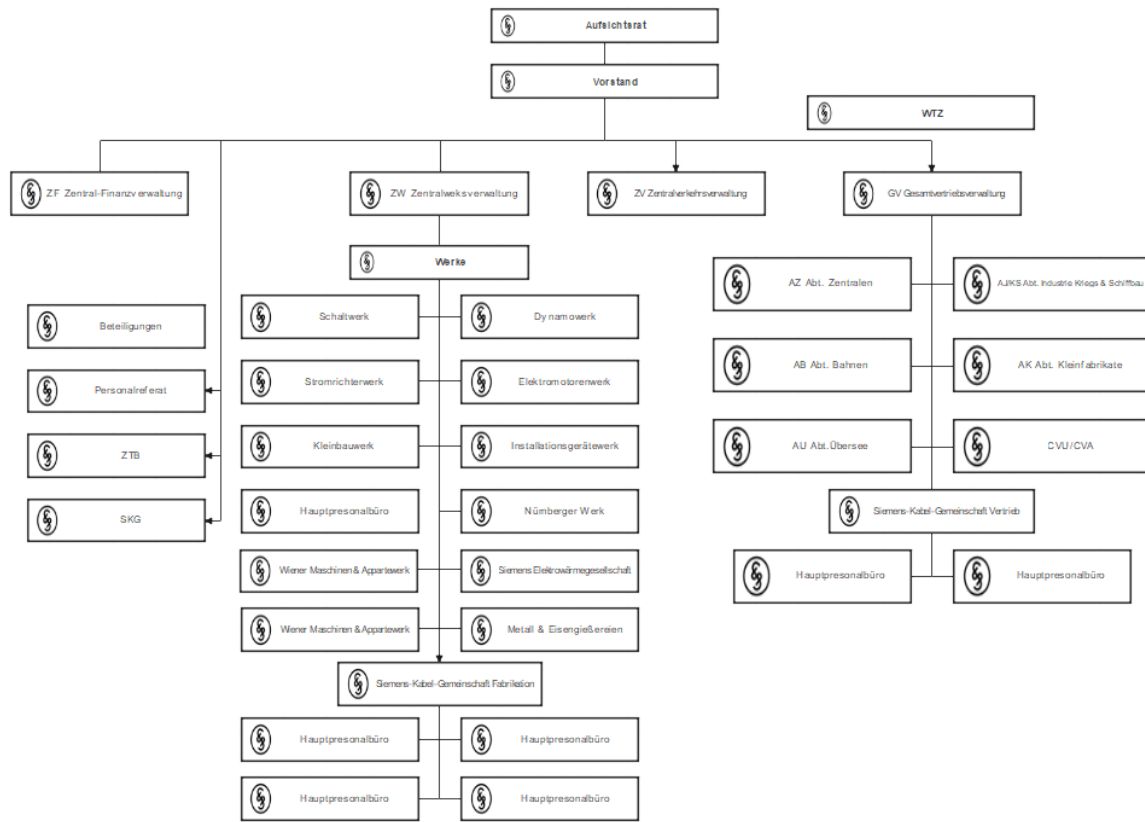 Aufsichtsrat
Vorstand
WTZ
ZF Zentral-Finanzverwaltung
ZW Zentralweksverwaltung
ZV Zentralverkehrsverwaltung
GV Gesamtvertriebsverwaltung
Werke
AZ Abt. Zentralen
AJ/KS Abt. Industrie Kriegs & Schiffbau
Beteiligungen
Schaltwerk
Dynamowerk
AB Abt. Bahnen
AK Abt. Kleinfabrikate
Personalreferat
Stromrichterwerk
Elektromotorenwerk
ZTB
Kleinbauwerk
Installationsgerätewerk
AU Abt.Übersee
CVU/CVA
SKG
Hauptpresonalbüro
Nürnberger Werk
Siemens-Kabel-Gemeinschaft Vertrieb
Wiener Maschinen & Appartewerk
Siemens Elektrowärmegesellschaft
Hauptpresonalbüro
Hauptpresonalbüro
Wiener Maschinen & Appartewerk
Metall & Eisengießereien
Siemens-Kabel-Gemeinschaft Fabrikation
Hauptpresonalbüro
Hauptpresonalbüro
Hauptpresonalbüro
Hauptpresonalbüro